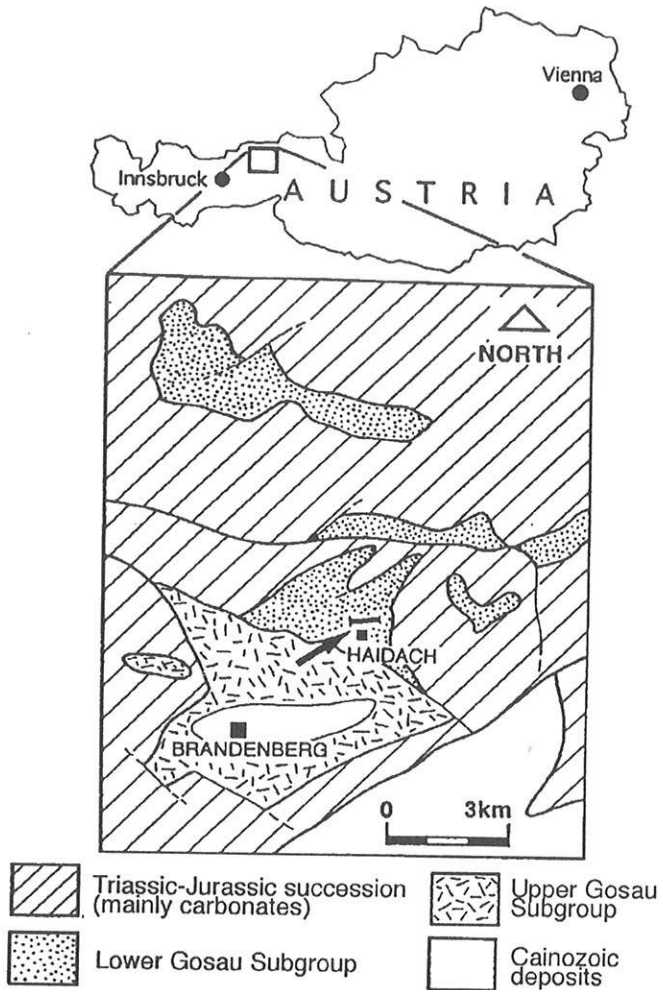 Vienna
Innsbruck
AUSTRIA
NORTH
HAIDACH
BRANDENBERG
0 3km
Triassic-Jurassic succession
(mainly carbonates)
Lower Gosau Subgroup
Upper Gosau
Subgroup
Cainozoic
deposits